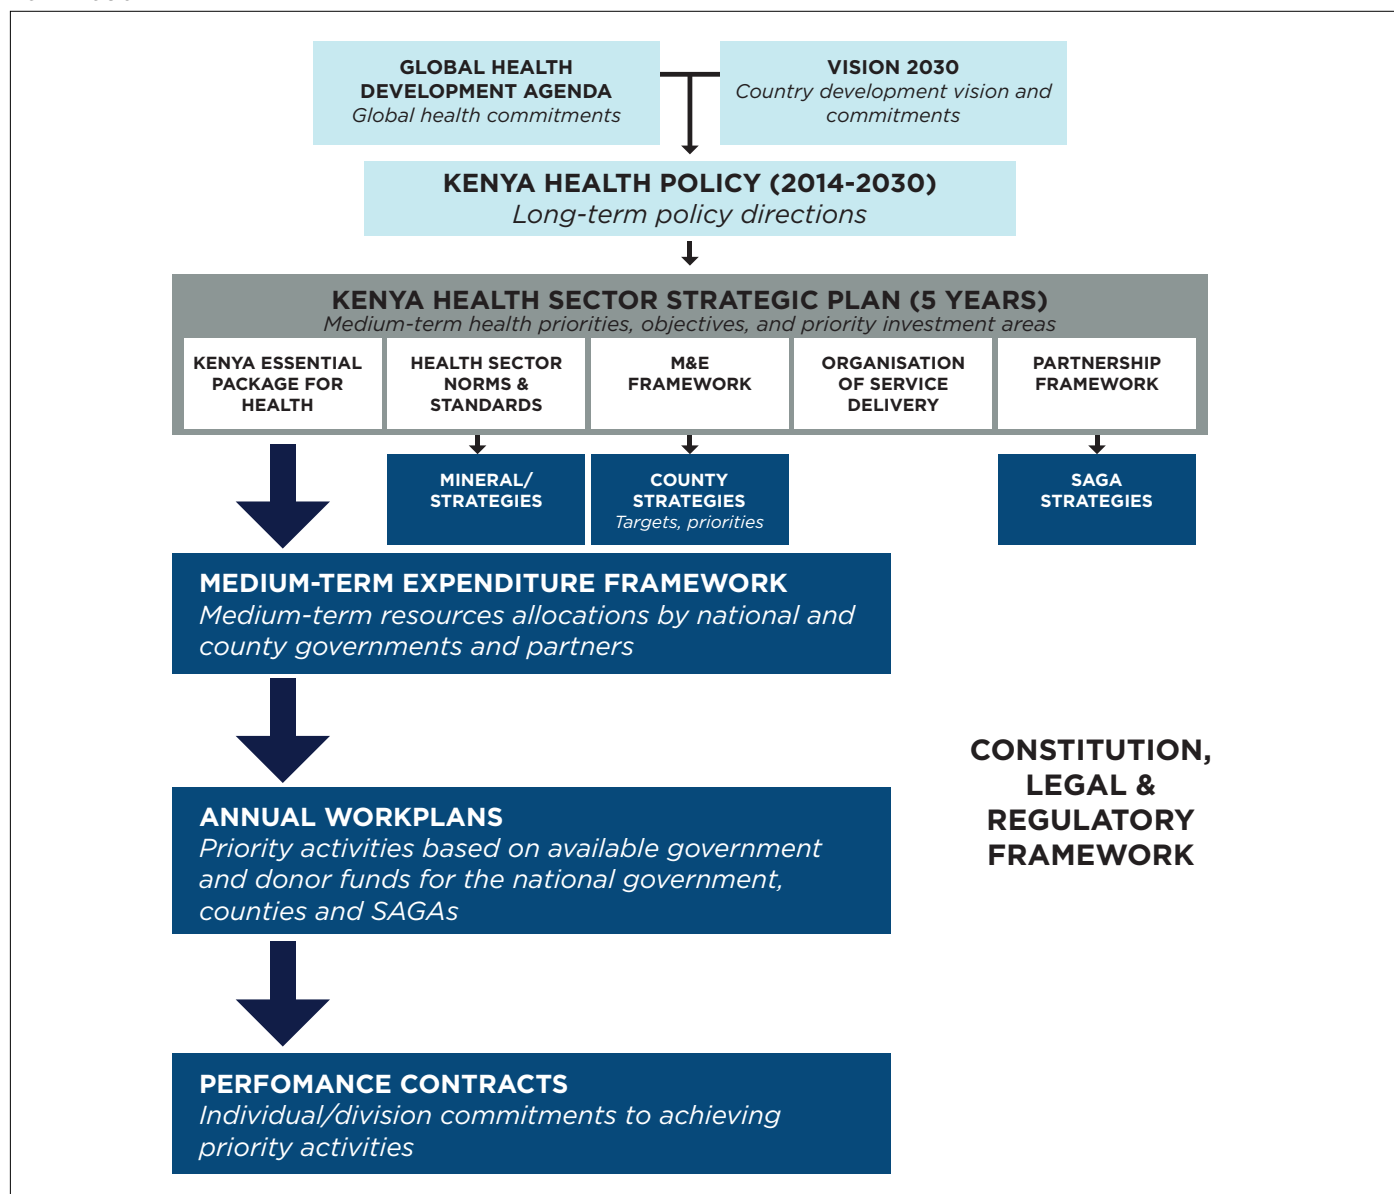 GLOBAL HEALTH
DEVELOPMENT AGENDA
Global health commitments
VISION 2030
Country development vision and
commitments
KENYA HEALTH POLICY (2014-2030)
Long-term policy directions
KENYA HEALTH SECTOR STRATEGIC PLAN (5 YEARS)
Medium-term health priorities, objectives, and priority investment areas
KENYA ESSENTIAL
PACKAGE FOR
HEALTH
HEALTH SECTOR
NORMS &
STANDARDS
M&E
FRAMEWORK
ORGANISATION
OF SERVICE
DELIVERY
PARTNERSHIP
FRAMEWORK
MINERAL/
STRATEGIES
COUNTY
STRATEGIES
Targets, priorities
SAGA
STRATEGIES
MEDIUM-TERM EXPENDITURE FRAMEWORK
Medium-term resources allocations by national and
county governments and partners
CONSTITUTION,
LEGAL &
REGULATORY
FRAMEWORK
ANNUAL WORKPLANS
Priority activities based on available government
and donor funds for the national government,
counties and SAGAs
PERFOMANCE CONTRACTS
Individual/division commitments to achieving
priority activities